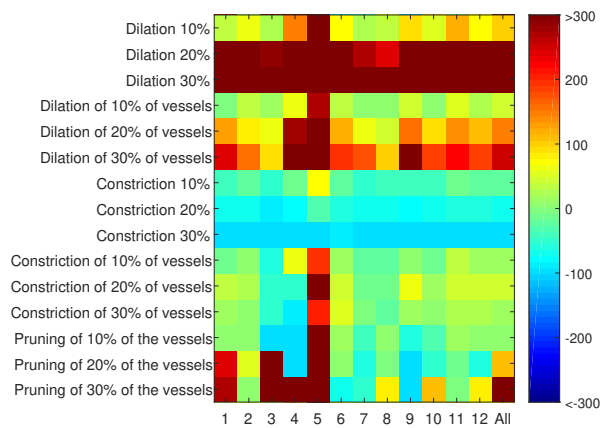 Dilation 10%
Dilation 20%
Dilation 30%
Dilation of 10% of vessels
Dilation of 20% of vessels
Dilation of 30% of vessels
Constriction 10%
Constriction 20%
Constriction 30%
Constriction of 10% of vessels
Constriction of 20% of vessels
Constriction of 30% of vessels
Pruning of 10% of the vessels
Pruning of 20% of the vessels
Pruning of 30% of the vessels
1 2 3 4 5 6 7 8 9 10 11 12 All
>300
200
100
0
-100
-200
<-300